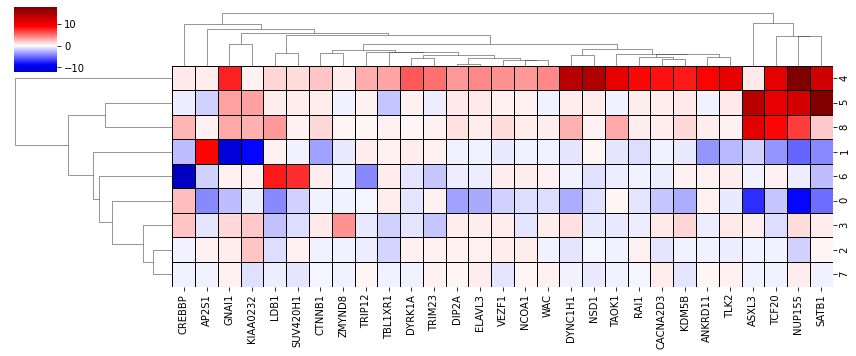 10
0
−10
4
5
8
1
6
0
3
2
7
CREBBP
AP2S1
GNAI1
KIAA0232
LDB1
SUV420H1
CTNNB1
ZMYND8
TRIP12
TBL1XR1
DYRK1A
TRIM23
DIP2A
ELAVL3
VEZF1
NCOA1
WAC
DYNC1H1
NSD1
TAOK1
RAI1
CACNA2D3
KDM5B
ANKRD11
TLK2
ASXL3
TCF20
NUP155
SATB1